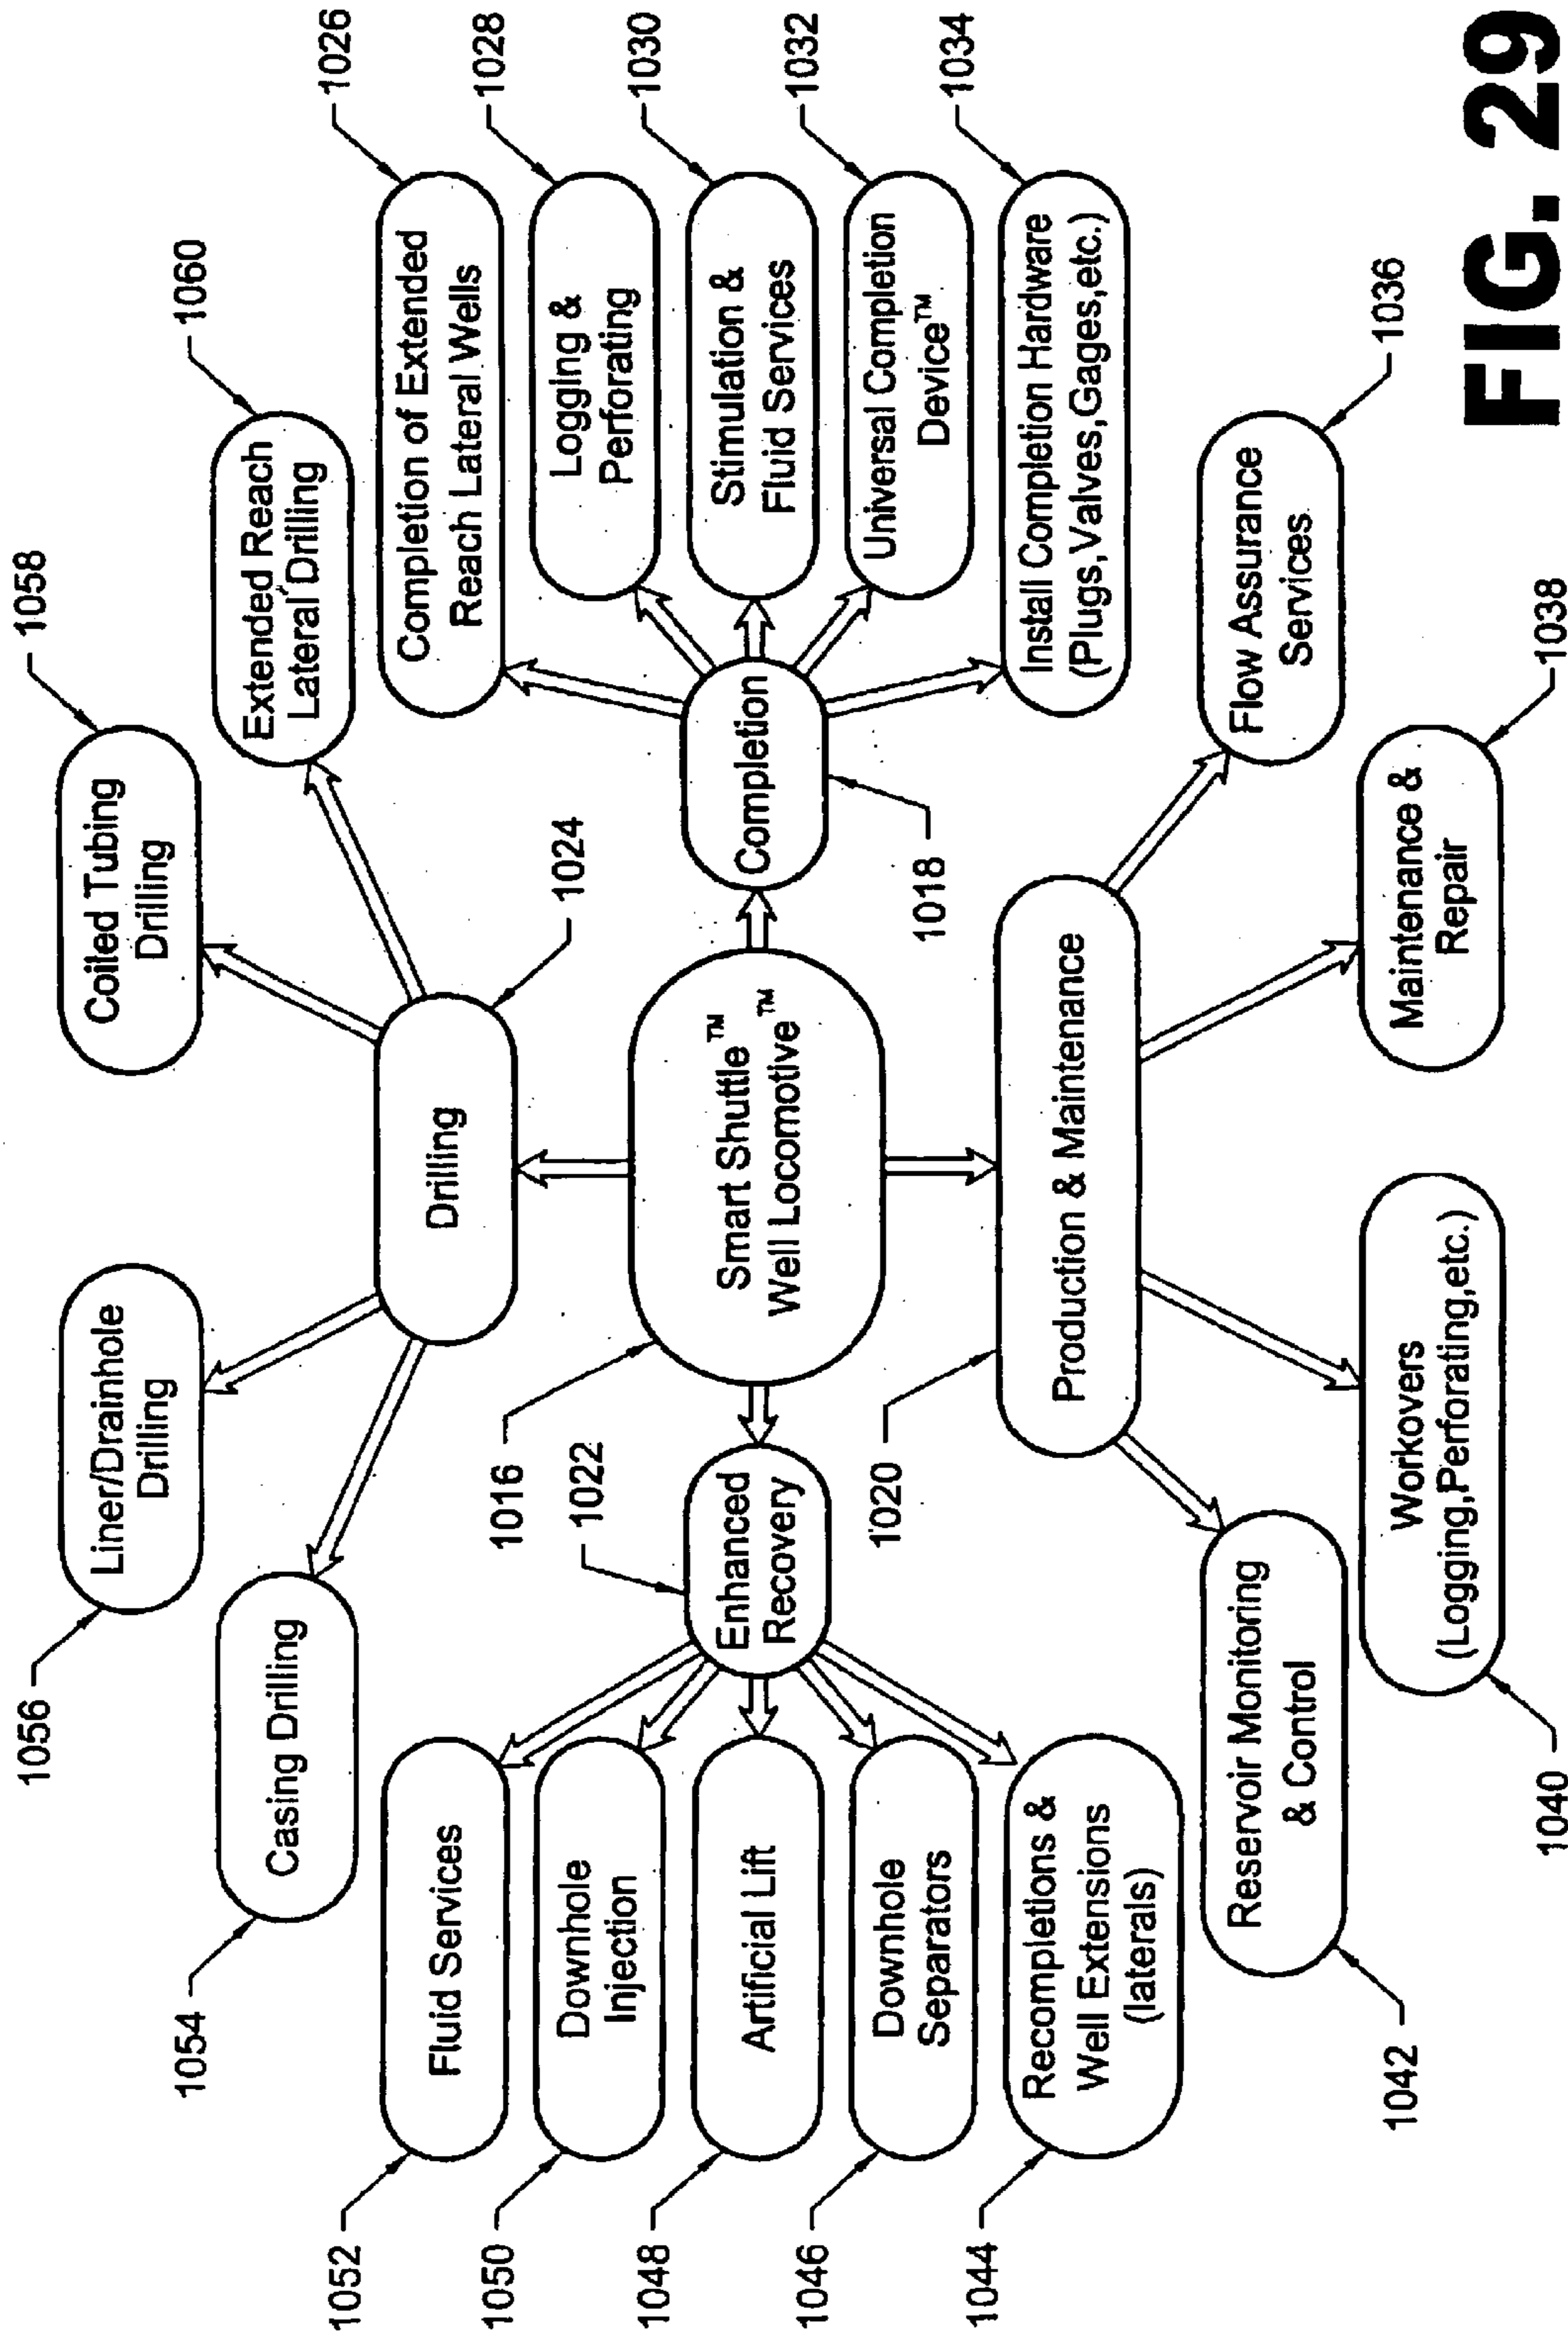 1058
1056
1060
1054
Coiled Tubing
Drilling
Liner/Drainhole
Drilling
Extended Reach
Lateral Drilling
Casing Drilling
1024
Drilling
1026
1028
1030
1032
1034
Completion of Extended
Reach Lateral Wells
Logging &
Perforating
Stimulation &
Fluid Services
Universal Completion
Device™
Install Completion Hardware
(Plugs,Valves,Gages,etc.)
Completion
1018
Smart Shuttle™
Well Locomotive™
1016
1022
Enhanced
Recovery
1052
1050
1048
1046
1044
Fluid Services
Downhole
Injection
Artificial Lift
Downhole
Separators
Recompletions &
Well Extensions
(laterals)
1020
Production & Maintenance
Flow Assurance
Services
1036
Maintenance &
Repair
1038
Workovers
(Logging,Perforating,etc.)
1040
Reservoir Monitoring
& Control
1042
FIG. 29